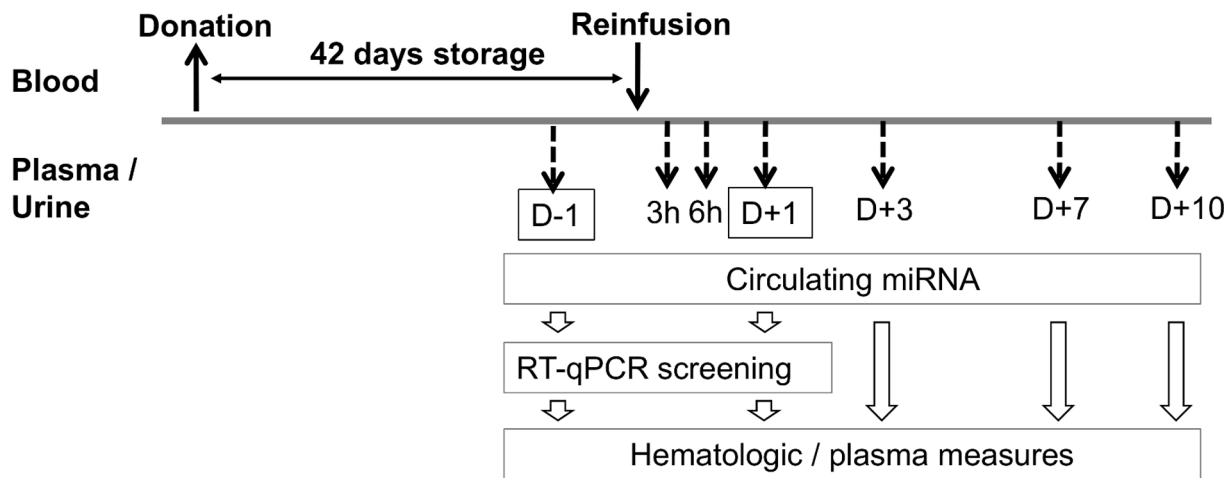 Donation
Reinfusion
42 days storage
Blood
Plasma /
Urine
D-1
3h
6h
D+1
D+3
D+7
D+10
Circulating miRNA
RT-qPCR screening
Hematologic / plasma measures